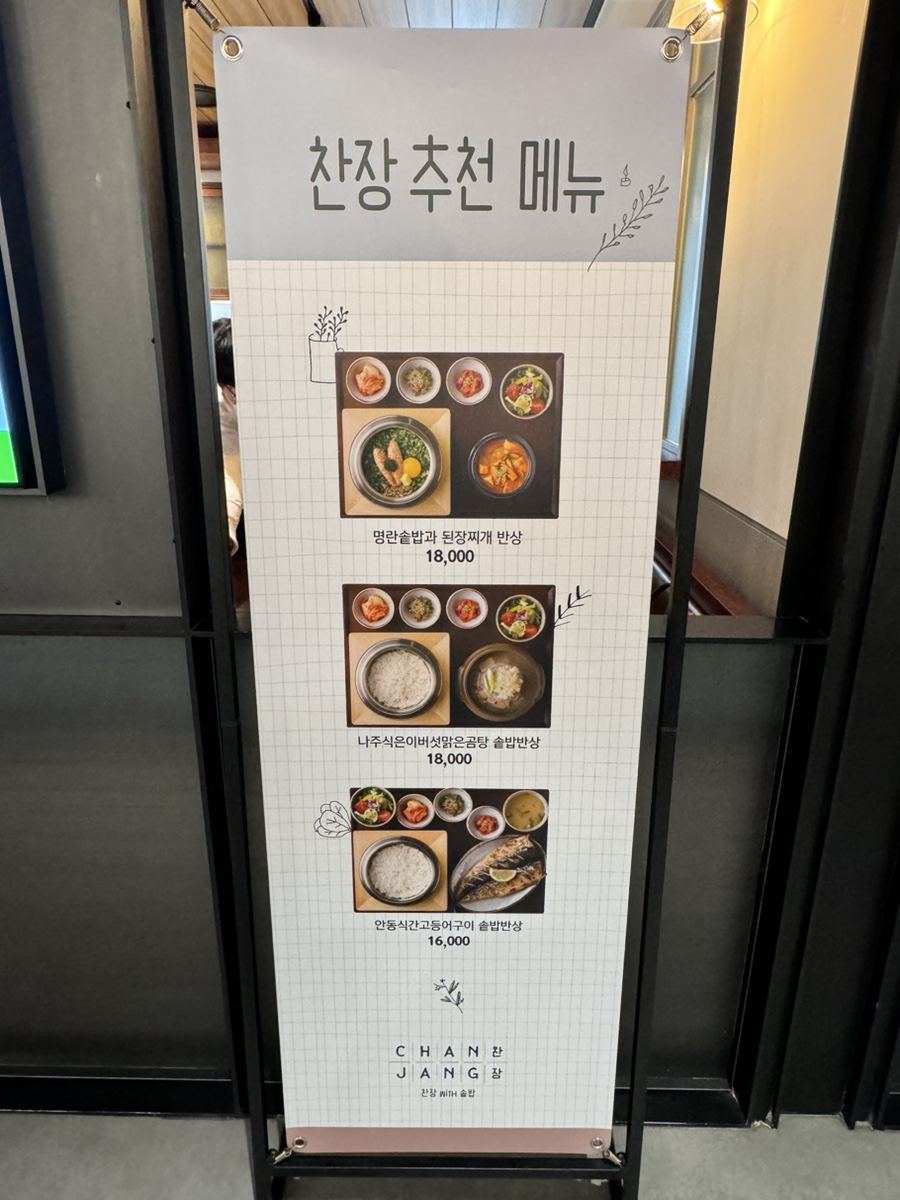 찬장 추천 메뉴
명란솥밥과 된장찌개 반상
18,000
나주식은이버섯맑은곰탕 솥밥반상
18,000
안동식간고등어구이 솥밥반상
16,000
CHAN 찬
JANG 장
찬장 WITH 솥밥